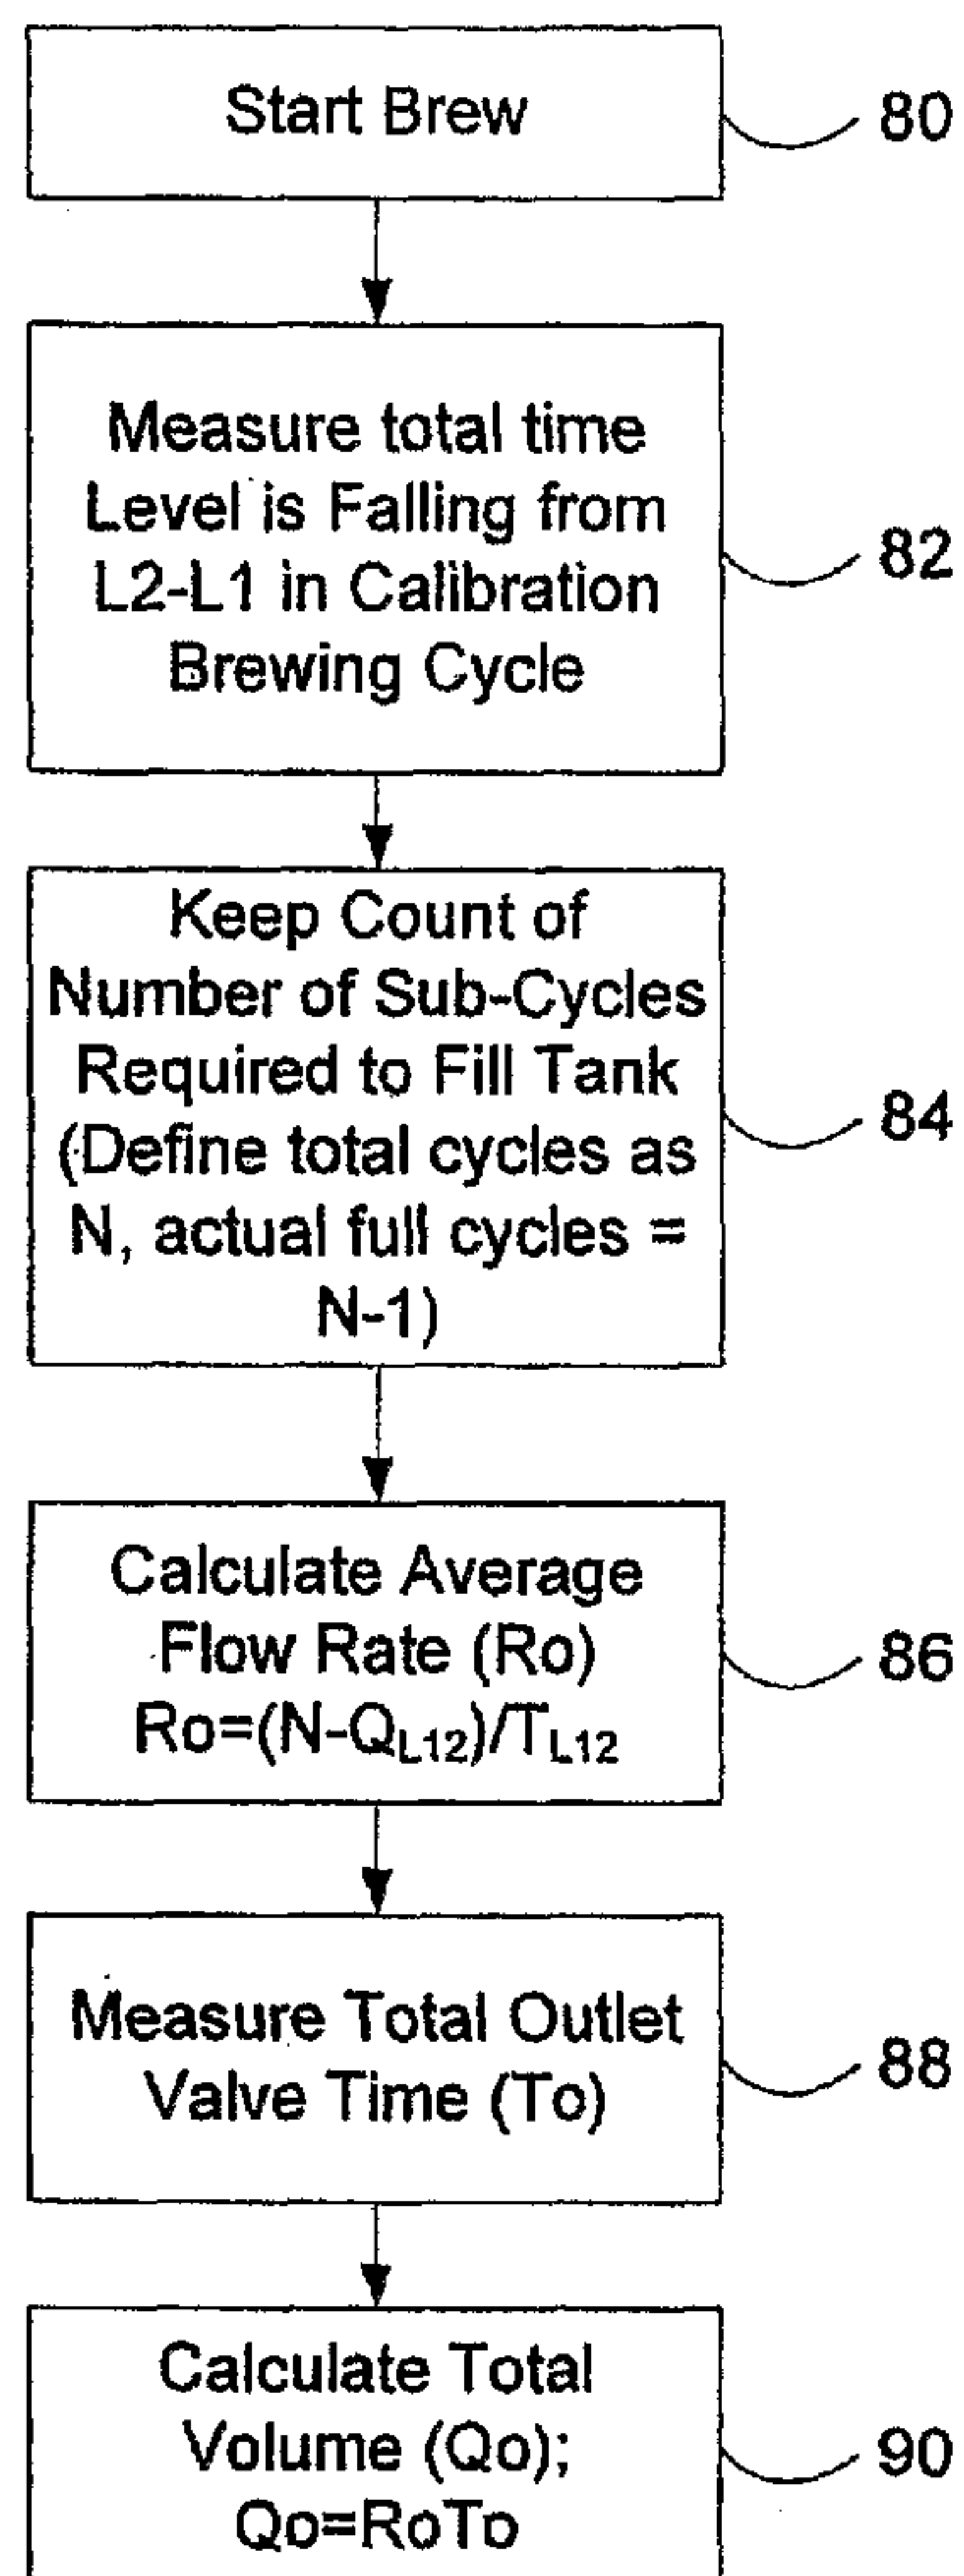 Start Brew
80
Measure total time
Level is Falling from
L2-L1 in Calibration
Brewing Cycle
82
Keep Count of
Number of Sub-Cycles
Required to Fill Tank
(Define total cycles as
N, actual full cycles =
N-1)
84
Calculate Average
Flow Rate (Ro)
Ro=(N-QL12)/TL12
86
Measure Total Outlet
Valve Time (To)
88
Calculate Total
Volume (Qo);
Qo=RoTo
90